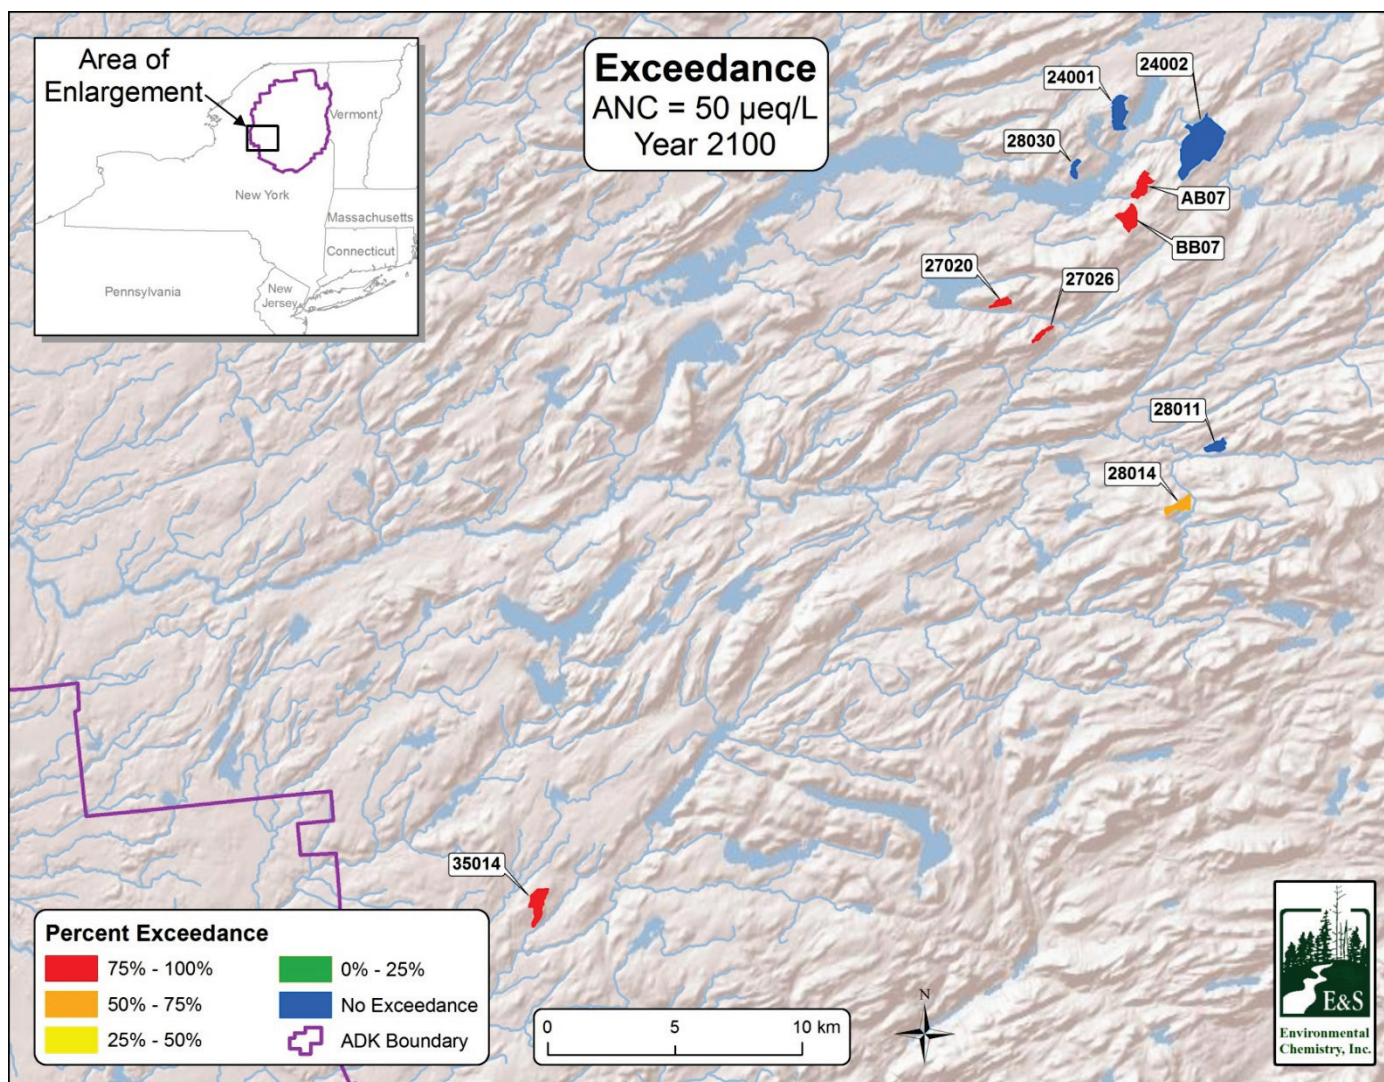 Area of
Enlargement
Vermont
New York
Massachusetts
Connecticut
Pennsylvania
New
Jersey
Exceedance
ANC = 50 µeq/L
Year 2100
24001
24002
28030
AB07
BB07
27020
27026
28011
28014
35014
Percent Exceedance
75% - 100%
50% - 75%
25% - 50%
0% - 25%
No Exceedance
ADK Boundary
0 5 10 km
N
E&S
Environmental
Chemistry, Inc.